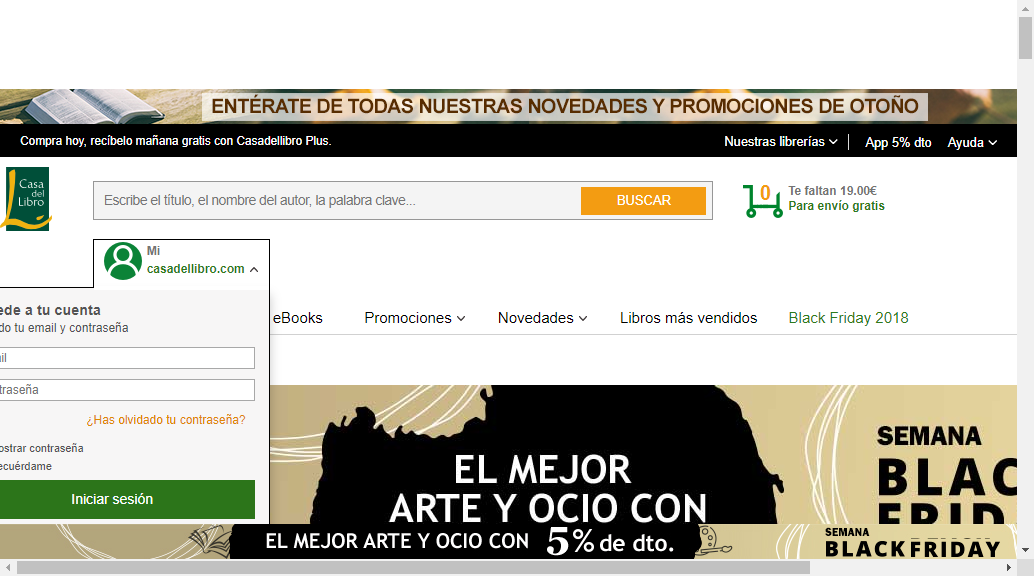 ENTÉRATE DE TODAS NUESTRAS NOVEDADES Y PROMOCIONES DE OTOÑO
Compra hoy, recíbelo mañana gratis con Casadellibro Plus.
Nuestras librerías
App 5% dto
Ayuda
Casa
del
Libro
Escribe el título, el nombre del autor, la palabra clave...
BUSCAR
0
Te faltan 19.00€
Para envío gratis
Mi
casadellibro.com
ede a tu cuenta
do tu email y contraseña
il
traseña
¿Has olvidado tu contraseña?
ostrar contraseña
ecuérdame
Iniciar sesión
eBooks
Promociones
Novedades
Libros más vendidos
Black Friday 2018
EL MEJOR
ARTE Y OCIO CON
SEMANA
BLAC
FRID
EL MEJOR ARTE Y OCIO CON 5% de dto.
SEMANA
BLACK FRIDAY